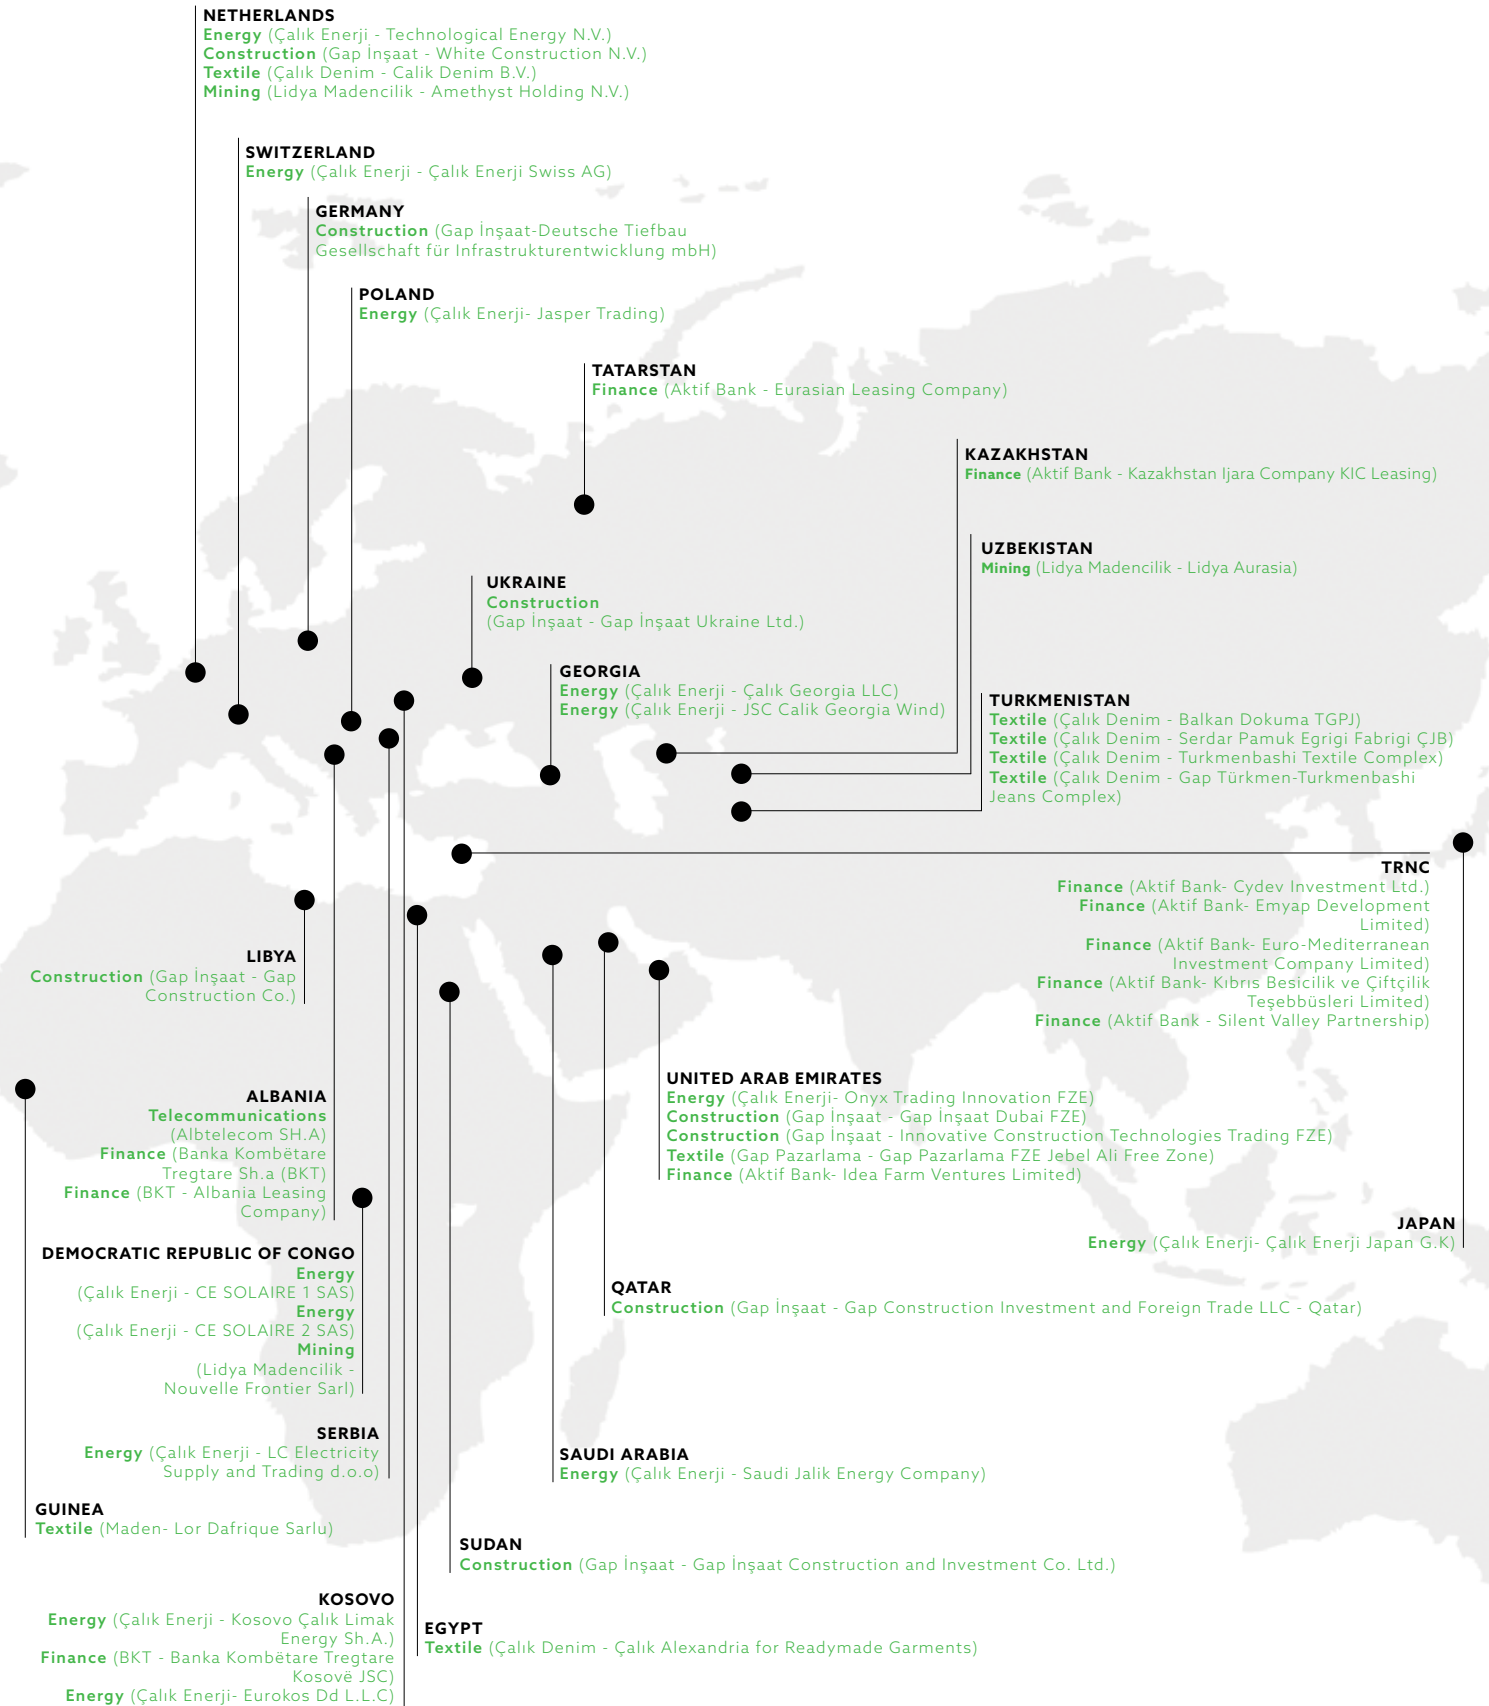 NETHERLANDS
Energy (Çalık Enerji - Technological Energy N.V.)
Construction (Gap İnşaat - White Construction N.V.)
Textile (Çalık Denim - Calik Denim B.V.)
Mining (Lidya Madencilik - Amethyst Holding N.V.)
SWITZERLAND
Energy (Çalık Enerji - Çalık Enerji Swiss AG)
GERMANY
Construction (Gap İnşaat-Deutsche Tiefbau
Gesellschaft für Infrastrukturentwicklung mbH)
POLAND
Energy (Çalık Enerji- Jasper Trading)
TATARSTAN
Finance (Aktif Bank - Eurasian Leasing Company)
KAZAKHSTAN
Finance (Aktif Bank - Kazakhstan Ijara Company KIC Leasing)
UZBEKISTAN
Mining (Lidya Madencilik - Lidya Aurasia)
UKRAINE
Construction
(Gap İnşaat - Gap İnşaat Ukraine Ltd.)
GEORGIA
Energy (Çalık Enerji - Çalık Georgia LLC)
Energy (Çalık Enerji - JSC Calik Georgia Wind)
TURKMENISTAN
Textile (Çalık Denim - Balkan Dokuma TGPJ)
Textile (Çalık Denim - Serdar Pamuk Egrigi Fabrigi ÇJB)
Textile (Çalık Denim - Turkmenbashi Textile Complex)
Textile (Çalık Denim - Gap Türkmen-Turkmenbashi
Jeans Complex)
TRNC
Finance (Aktif Bank- Cydev Investment Ltd.)
Finance (Aktif Bank- Emyap Development
Limited)
Finance (Aktif Bank- Euro-Mediterranean
Investment Company Limited)
Finance (Aktif Bank- Kıbrıs Besicilik ve Çiftçilik
Teşebbüsleri Limited)
Finance (Aktif Bank - Silent Valley Partnership)
LIBYA
Construction (Gap İnşaat - Gap
Construction Co.)
UNITED ARAB EMIRATES
Energy (Çalık Enerji- Onyx Trading Innovation FZE)
Construction (Gap İnşaat - Gap İnşaat Dubai FZE)
Construction (Gap İnşaat - Innovative Construction Technologies Trading FZE)
Textile (Gap Pazarlama - Gap Pazarlama FZE Jebel Ali Free Zone)
Finance (Aktif Bank- Idea Farm Ventures Limited)
ALBANIA
Telecommunications
(Albtelecom SH.A)
Finance (Banka Kombëtare
Tregtare Sh.a (BKT)
Finance (BKT - Albania Leasing
Company)
JAPAN
Energy (Çalık Enerji- Çalık Enerji Japan G.K)
DEMOCRATIC REPUBLIC OF CONGO
Energy
(Çalık Enerji - CE SOLAIRE 1 SAS)
Energy
(Çalık Enerji - CE SOLAIRE 2 SAS)
Mining
(Lidya Madencilik -
Nouvelle Frontier Sarl)
QATAR
Construction (Gap İnşaat - Gap Construction Investment and Foreign Trade LLC - Qatar)
SERBIA
Energy (Çalık Enerji - LC Electricity
Supply and Trading d.o.o)
SAUDI ARABIA
Energy (Çalık Enerji - Saudi Jalik Energy Company)
GUINEA
Textile (Maden- Lor Dafrique Sarlu)
SUDAN
Construction (Gap İnşaat - Gap İnşaat Construction and Investment Co. Ltd.)
KOSOVO
Energy (Çalık Enerji - Kosovo Çalık Limak
Energy Sh.A.)
Finance (BKT - Banka Kombëtare Tregtare
Kosovë JSC)
Energy (Çalık Enerji- Eurokos Dd L.L.C)
EGYPT
Textile (Çalık Denim - Çalık Alexandria for Readymade Garments)